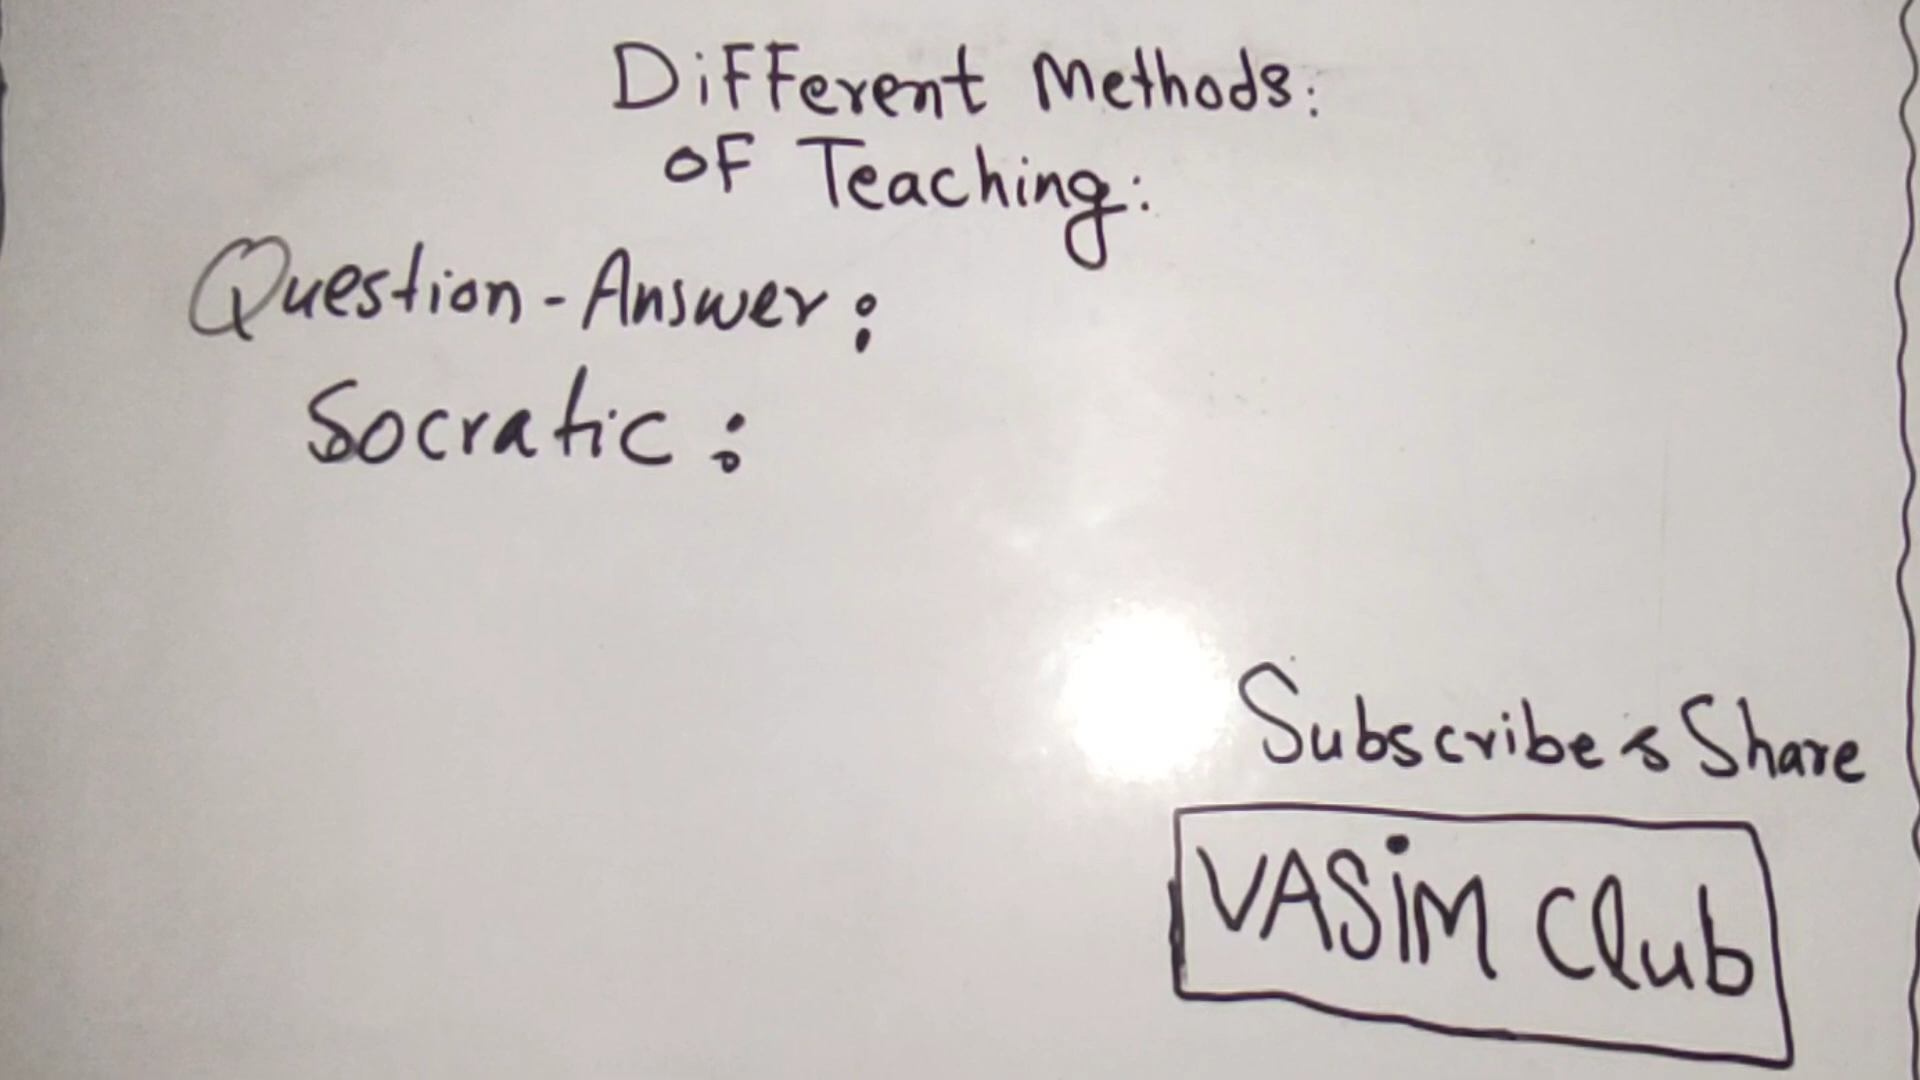 Different Methods:
of Teaching:
Question-Answer:
Socratic:
Subscribe & Share
VASiM Club